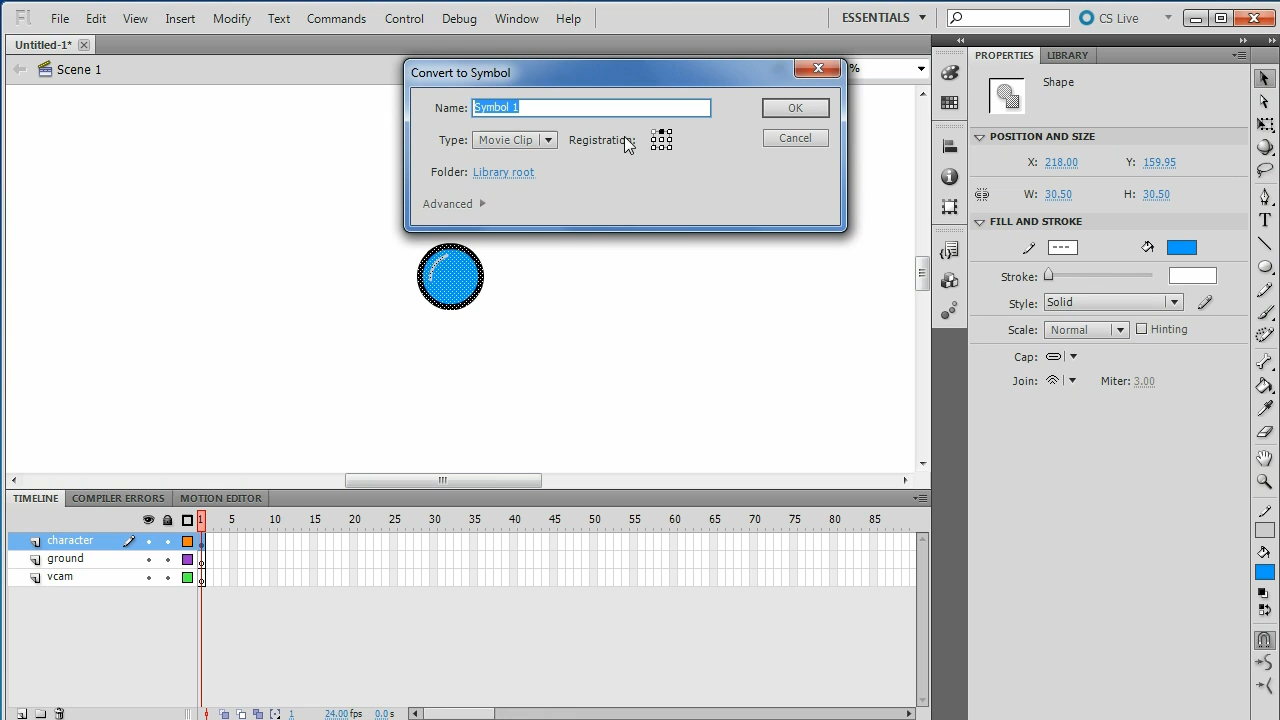 Fl File Edit View Insert Modify Text Commands Control Debug Window Help ESSENTIALS CS Live
Untitled-1*
Scene 1
%
Convert to Symbol
Name: Symbol 1 OK
Type: Movie Clip Registration: Cancel
Folder: Library root
Advanced
PROPERTIES LIBRARY
Shape
POSITION AND SIZE
X: 218.00 Y: 159.95
W: 30.50 H: 30.50
FILL AND STROKE
Stroke:
Style: Solid
Scale: Normal Hinting
Cap:
Join: Miter: 3.00
TIMELINE COMPILER ERRORS MOTION EDITOR
1 5 10 15 20 25 30 35 40 45 50 55 60 65 70 75 80 85
character
ground
vcam
1 24.00 fps 0.0 s